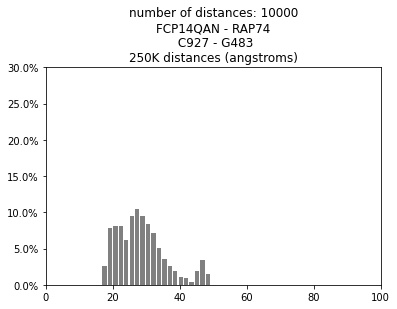 number of distances: 10000
FCP14QAN - RAP74
C927 - G483
250K distances (angstroms)
30.0%
25.0%
20.0%
15.0%
10.0%
5.0%
0.0%
0 20 40 60 80 100